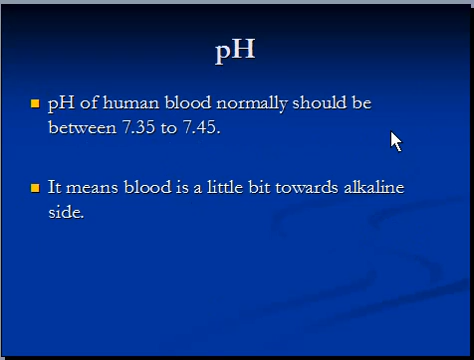 pH
pH of human blood normally should be
between 7.35 to 7.45.
It means blood is a little bit towards alkaline
side.